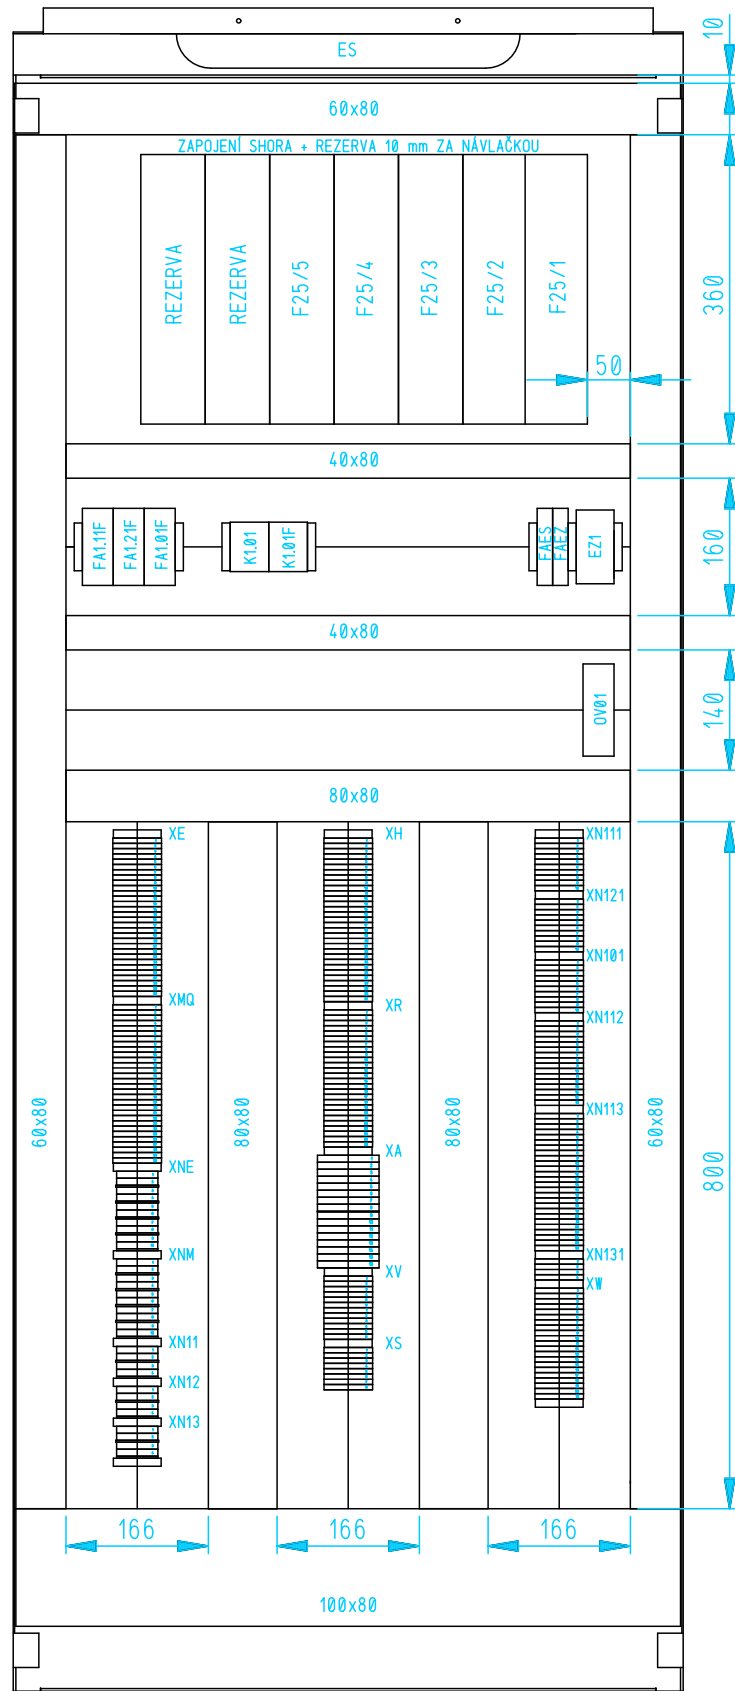 ES
10
60x80
ZAPOJENÍ SHORA + REZERVA 10 mm ZA NÁVLAČKOU
REZERVA
REZERVA
F25/5
F25/4
F25/3
F25/2
F25/1
360
50
40x80
FA1.11F
FA1.21F
FA1.01F
K1.01
K1.01F
FAES
FAEZ
EZ1
160
40x80
OV01
140
80x80
XE
XH
XN111
XN121
XN101
XMQ
XR
XN112
XN113
60x80
80x80
80x80
60x80
XA
XNE
800
XNM
XN131
XV
XW
XN11
XS
XN12
XN13
166
166
166
100x80